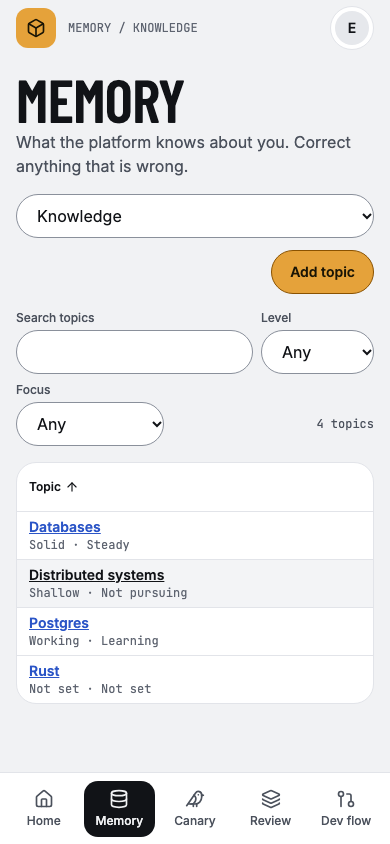 MEMORY / KNOWLEDGE
E
MEMORY
What the platform knows about you. Correct
anything that is wrong.
Knowledge
Add topic
Search topics
Level
Any
Focus
Any
4 topics
Topic ↑
Databases
Solid · Steady
Distributed systems
Shallow · Not pursuing
Postgres
Working · Learning
Rust
Not set · Not set
Home
Memory
Canary
Review
Dev flow